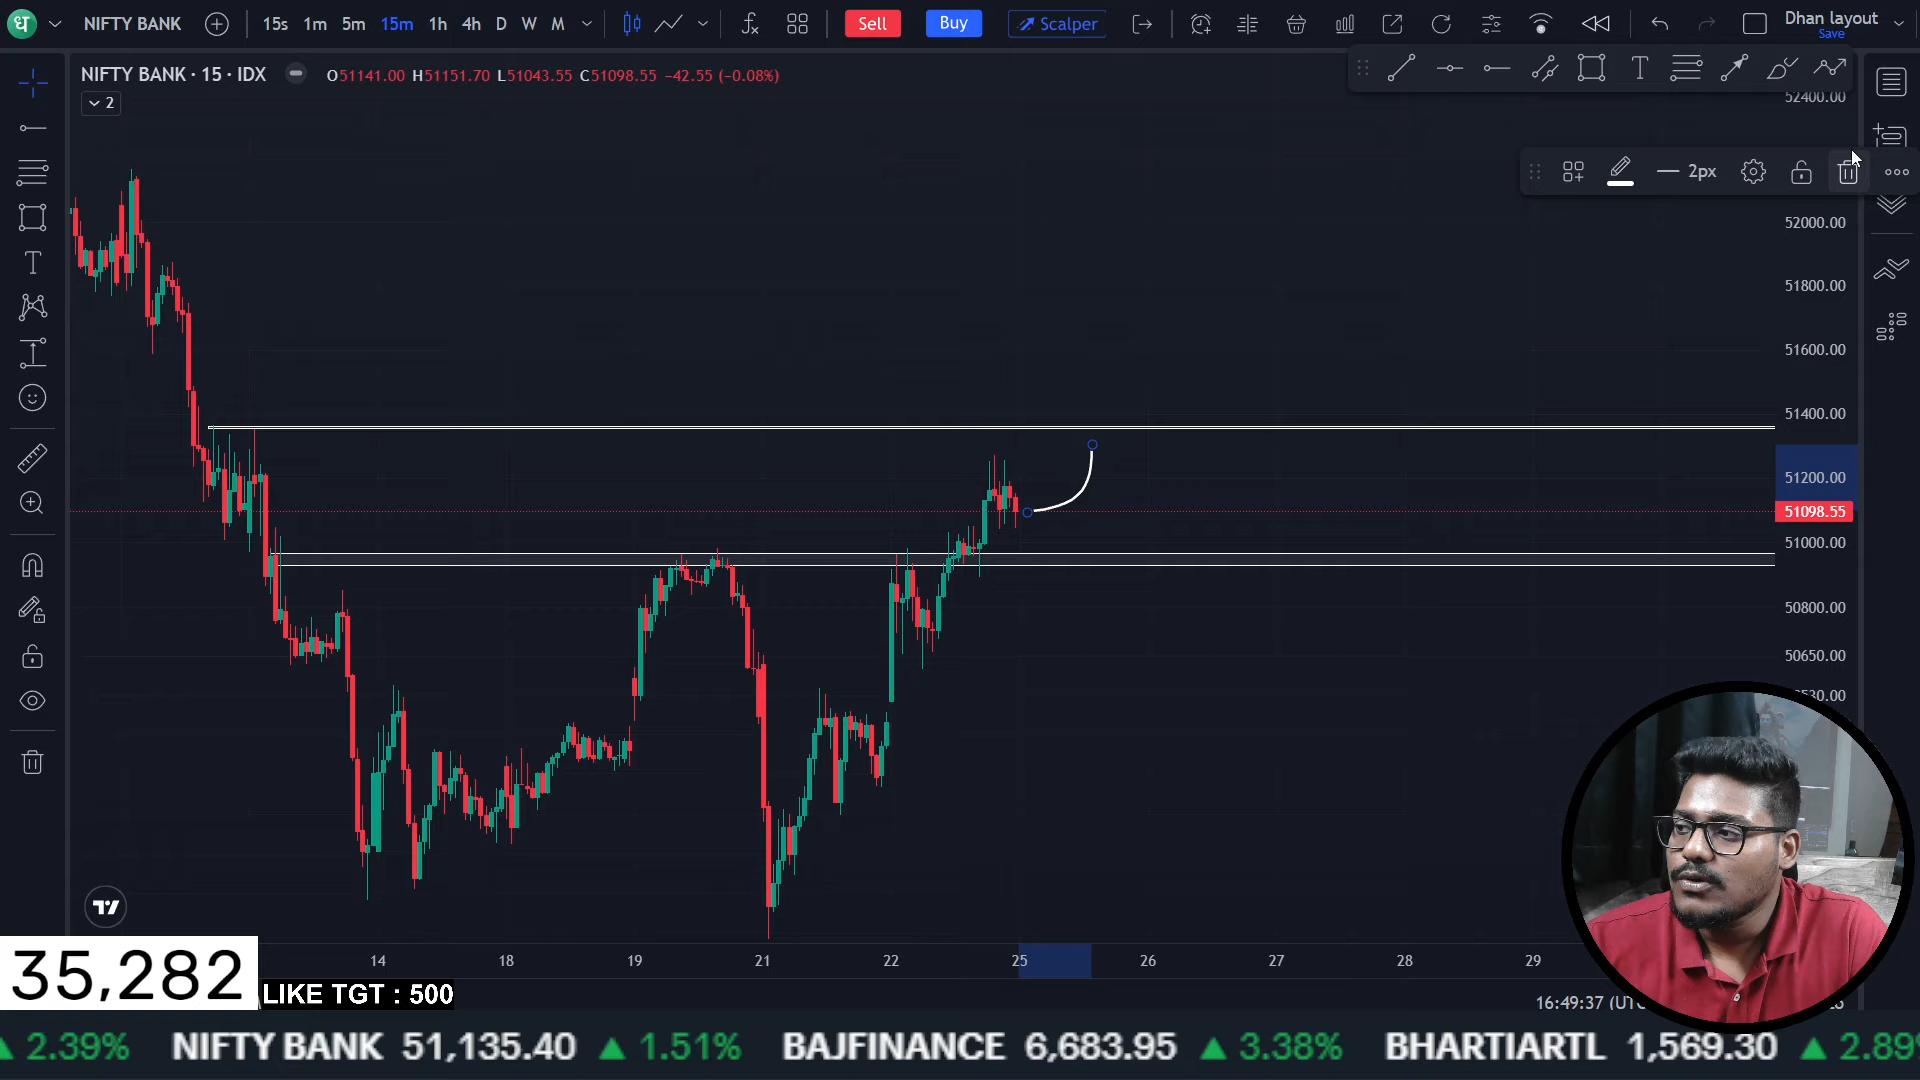 धा NIFTY BANK 15s 1m 5m 15m 1h 4h D W M Sell Buy Scalper Dhan layout
Save
NIFTY BANK · 15 · IDX O51141.00 H51151.70 L51043.55 C51098.55 −42.55 (−0.08%)
2
2px
52400.00
52000.00
51800.00
51600.00
51400.00
51200.00
51098.55
51000.00
50800.00
50650.00
14 18 19 21 22 25 26 27 28 29
35,282
LIKE TGT : 500
16:49:37
2.39% NIFTY BANK 51,135.40 ▲ 1.51% BAJFINANCE 6,683.95 ▲ 3.38% BHARTIARTL 1,569.30 ▲ 2.89